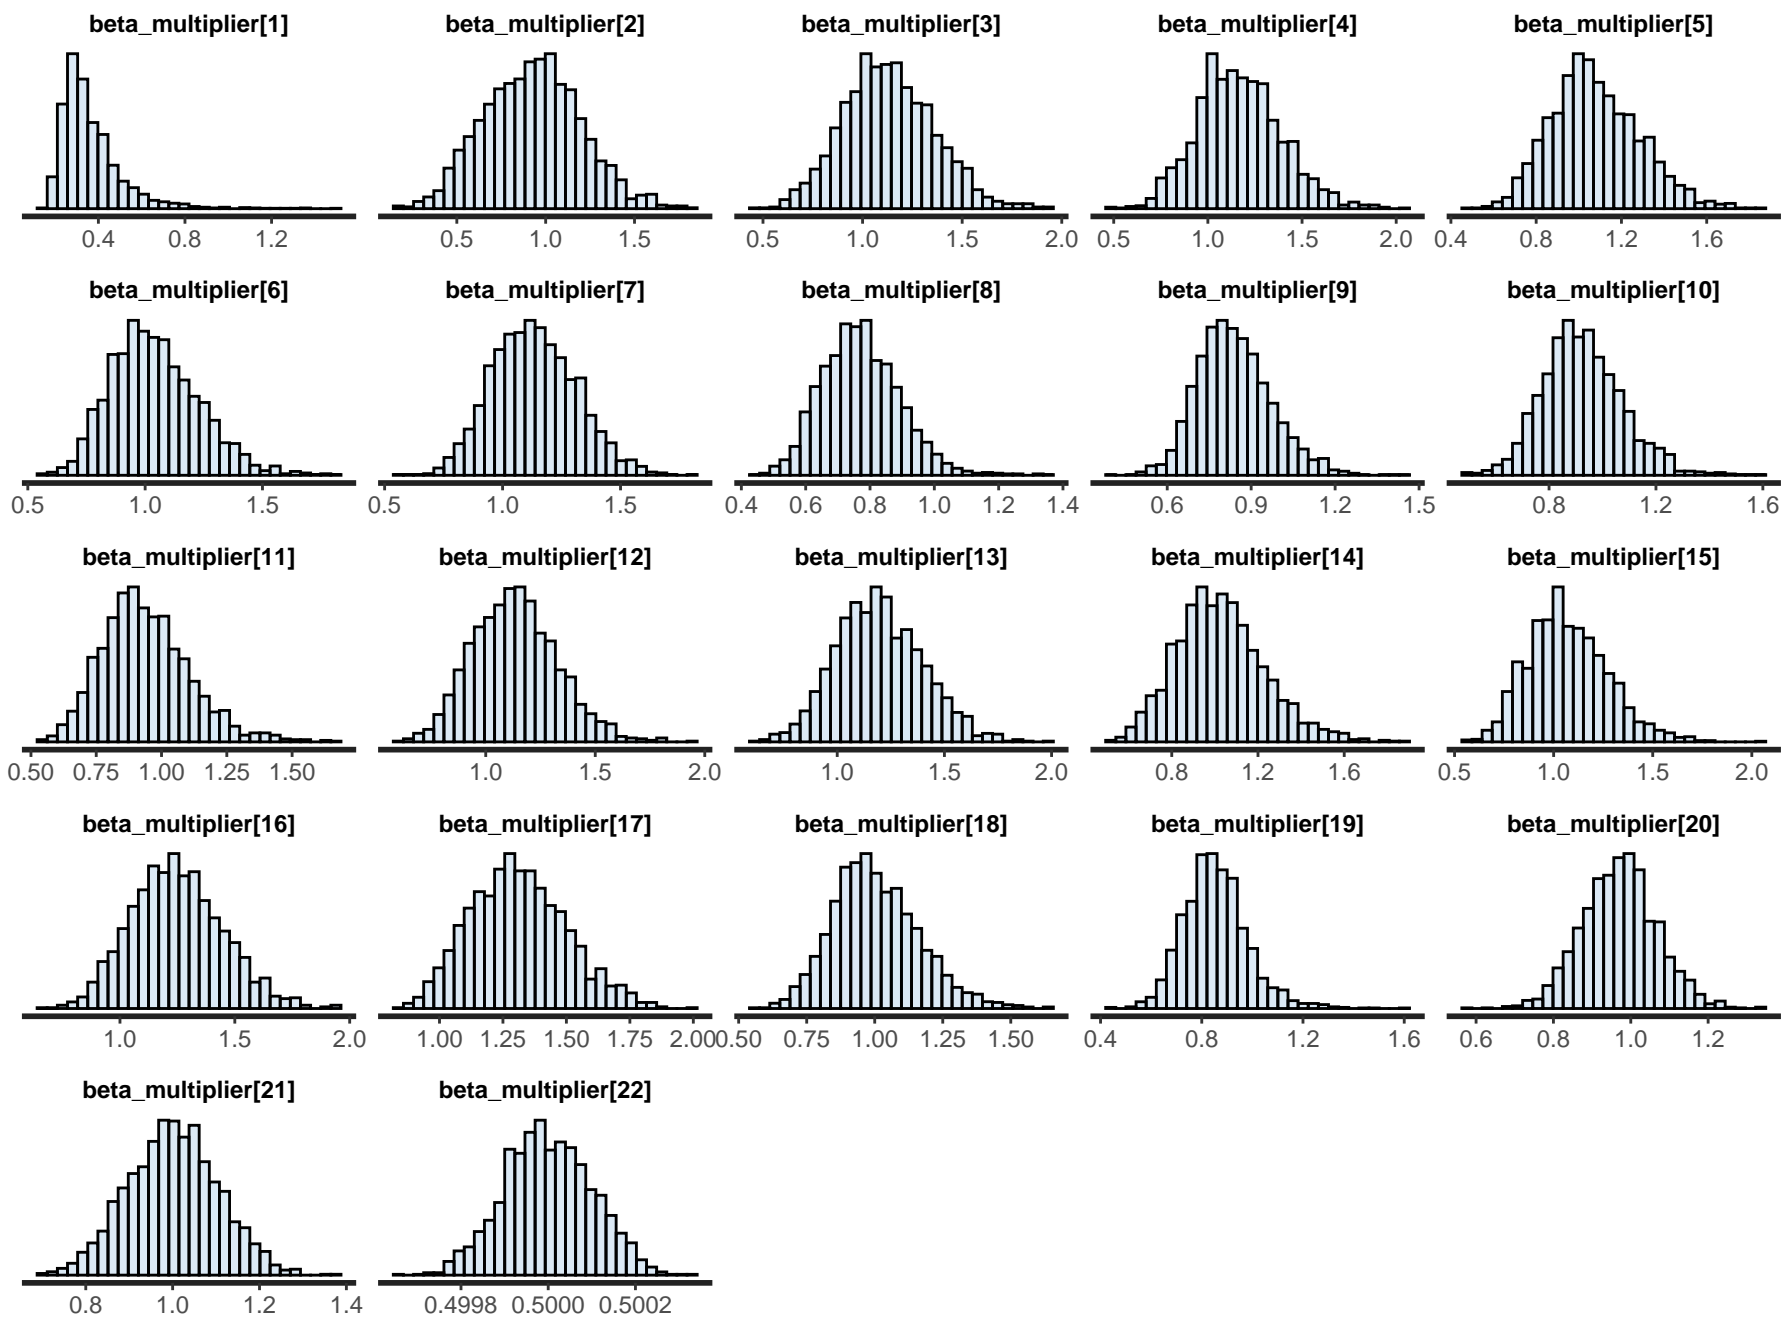 beta_multiplier[1] beta_multiplier[2] beta_multiplier[3] beta_multiplier[4] beta_multiplier[5]
0.4 0.8 1.2 0.5 1.0 1.5 0.5 1.0 1.5 2.0 0.5 1.0 1.5 2.0 0.4 0.8 1.2 1.6
beta_multiplier[6] beta_multiplier[7] beta_multiplier[8] beta_multiplier[9] beta_multiplier[10]
0.5 1.0 1.5 0.5 1.0 1.5 0.4 0.6 0.8 1.0 1.2 1.4 0.6 0.9 1.2 1.5 0.8 1.2 1.6
beta_multiplier[11] beta_multiplier[12] beta_multiplier[13] beta_multiplier[14] beta_multiplier[15]
0.50 0.75 1.00 1.25 1.50 1.0 1.5 2.0 1.0 1.5 2.0 0.8 1.2 1.6 0.5 1.0 1.5 2.0
beta_multiplier[16] beta_multiplier[17] beta_multiplier[18] beta_multiplier[19] beta_multiplier[20]
1.0 1.5 2.0 1.00 1.25 1.50 1.75 2.00 0.50 0.75 1.00 1.25 1.50 0.4 0.8 1.2 1.6 0.6 0.8 1.0 1.2
beta_multiplier[21] beta_multiplier[22]
0.8 1.0 1.2 1.4 0.4998 0.5000 0.5002